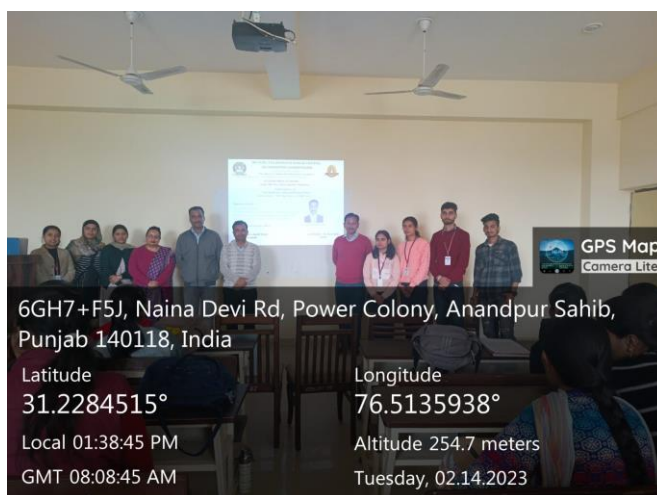 GPS Map
Camera Lite
6GH7+F5J, Naina Devi Rd, Power Colony, Anandpur Sahib,
Punjab 140118, India
Latitude
31.2284515°
Longitude
76.5135938°
Local 01:38:45 PM
GMT 08:08:45 AM
Altitude 254.7 meters
Tuesday, 02.14.2023